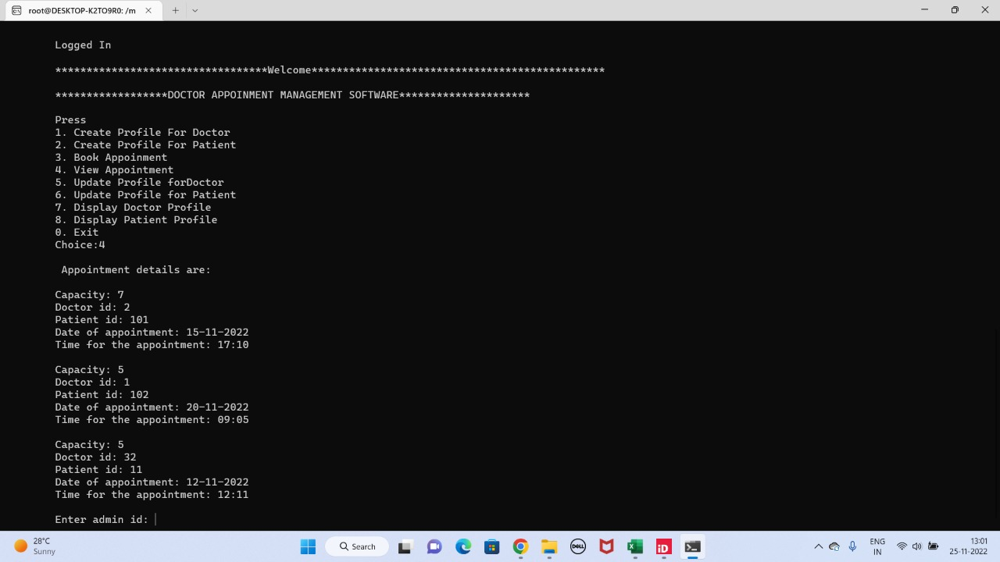 root@DESKTOP-K2TO9R0: /m
Logged In
**********************************Welcome***********************************************
******************DOCTOR APPOINMENT MANAGEMENT SOFTWARE*********************
Press
1. Create Profile For Doctor
2. Create Profile For Patient
3. Book Appoinment
4. View Appointment
5. Update Profile forDoctor
6. Update Profile for Patient
7. Display Doctor Profile
8. Display Patient Profile
0. Exit
Choice:4
Appointment details are:
Capacity: 7
Doctor id: 2
Patient id: 101
Date of appointment: 15-11-2022
Time for the appointment: 17:10
Capacity: 5
Doctor id: 1
Patient id: 102
Date of appointment: 20-11-2022
Time for the appointment: 09:05
Capacity: 5
Doctor id: 32
Patient id: 11
Date of appointment: 12-11-2022
Time for the appointment: 12:11
Enter admin id:
28°C
Sunny
Search
DELL
iD
ENG
IN
13:01
25-11-2022